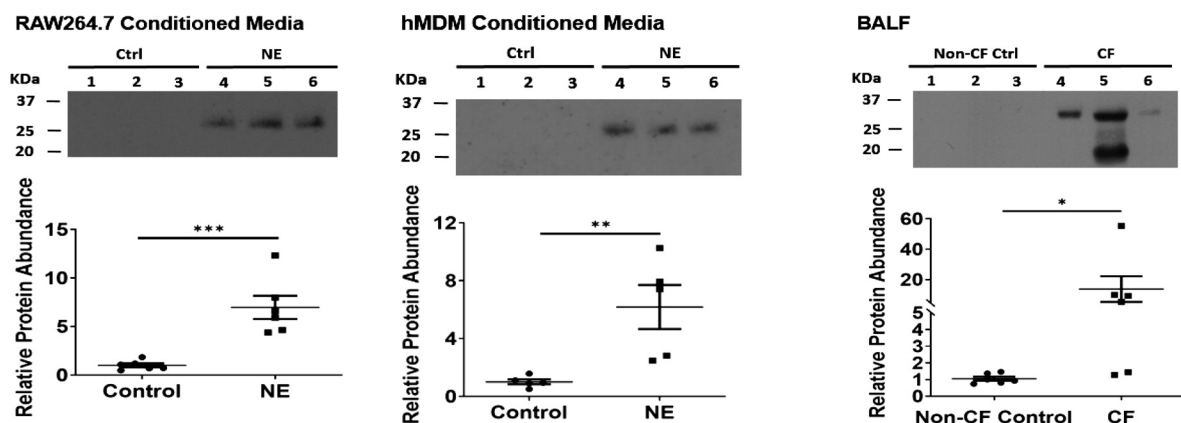 RAW264.7 Conditioned Media
Ctrl NE
KDa 1 2 3 4 5 6
37
25
20
Relative Protein Abundance
15
10
5
0
***
Control NE
hMDM Conditioned Media
Ctrl NE
KDa 1 2 3 4 5 6
37
25
20
Relative Protein Abundance
12
8
4
0
**
Control NE
BALF
Non-CF Ctrl CF
KDa 1 2 3 4 5 6
37
25
20
Relative Protein Abundance
60
40
20
5
4
3
2
1
0
*
Non-CF Control CF